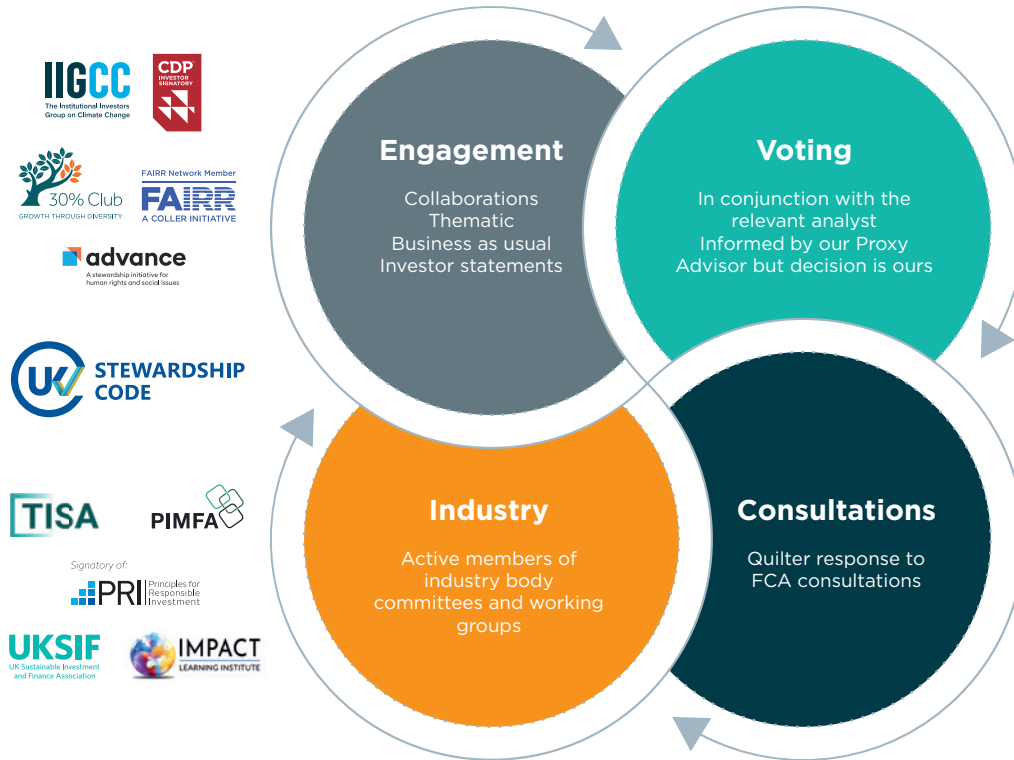 IIGCC
The Institutional Investors
Group on Climate Change
CDP
INVESTOR
SIGNATORY
30% Club
GROWTH THROUGH DIVERSITY
FAIRR Network Member
FAIRR
A COLLER INITIATIVE
advance
A stewardship initiative for
human rights and social issues
UK STEWARDSHIP
CODE
TISA
PIMFA
Signatory of:
PRI Principles for
Responsible
Investment
UKSIF
UK Sustainable Investment
and Finance Association
IMPACT
LEARNING INSTITUTE
Engagement
Collaborations
Thematic
Business as usual
Investor statements
Voting
In conjunction with the
relevant analyst
Informed by our Proxy
Advisor but decision is ours
Industry
Active members of
industry body
committees and working
groups
Consultations
Quilter response to
FCA consultations